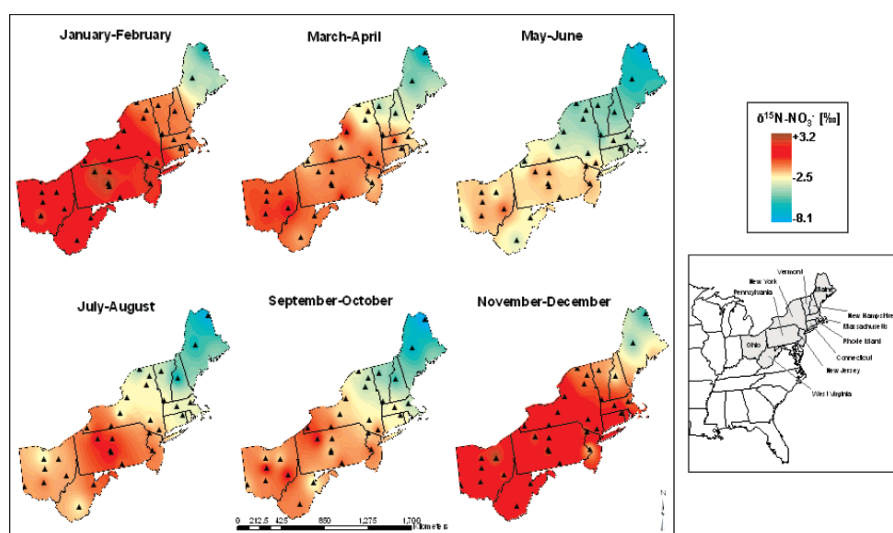 January-February
March-April
May-June
July-August
September-October
November-December
0 212.5 425 850 1,275 1,700
Kilometers
N
δ¹⁵N-NO₃⁻ [‰]
+3.2
-2.5
-8.1
Vermont
New York
Maine
Pennsylvania
New Hampshire
Massachusetts
Ohio
Rhode Island
Connecticut
New Jersey
West Virginia